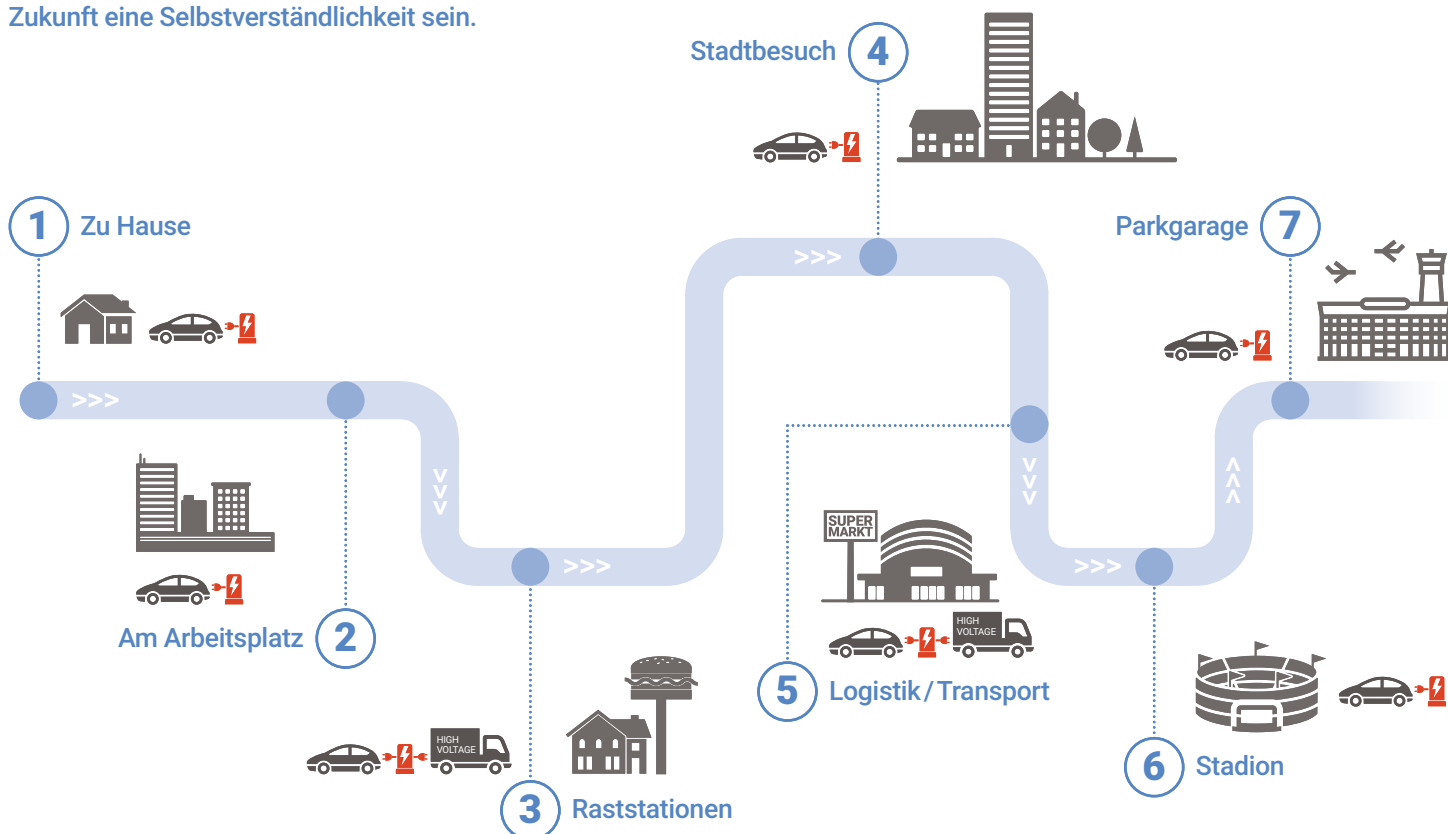 Zukunft eine Selbstverständlichkeit sein.
1 Zu Hause
>>>
Am Arbeitsplatz 2
>>>
HIGH
VOLTAGE
3 Raststationen
>>>
Stadtbesuch 4
>>>
SUPER
MARKT
HIGH
VOLTAGE
5 Logistik / Transport
>>>
>>>
6 Stadion
>>>
Parkgarage 7